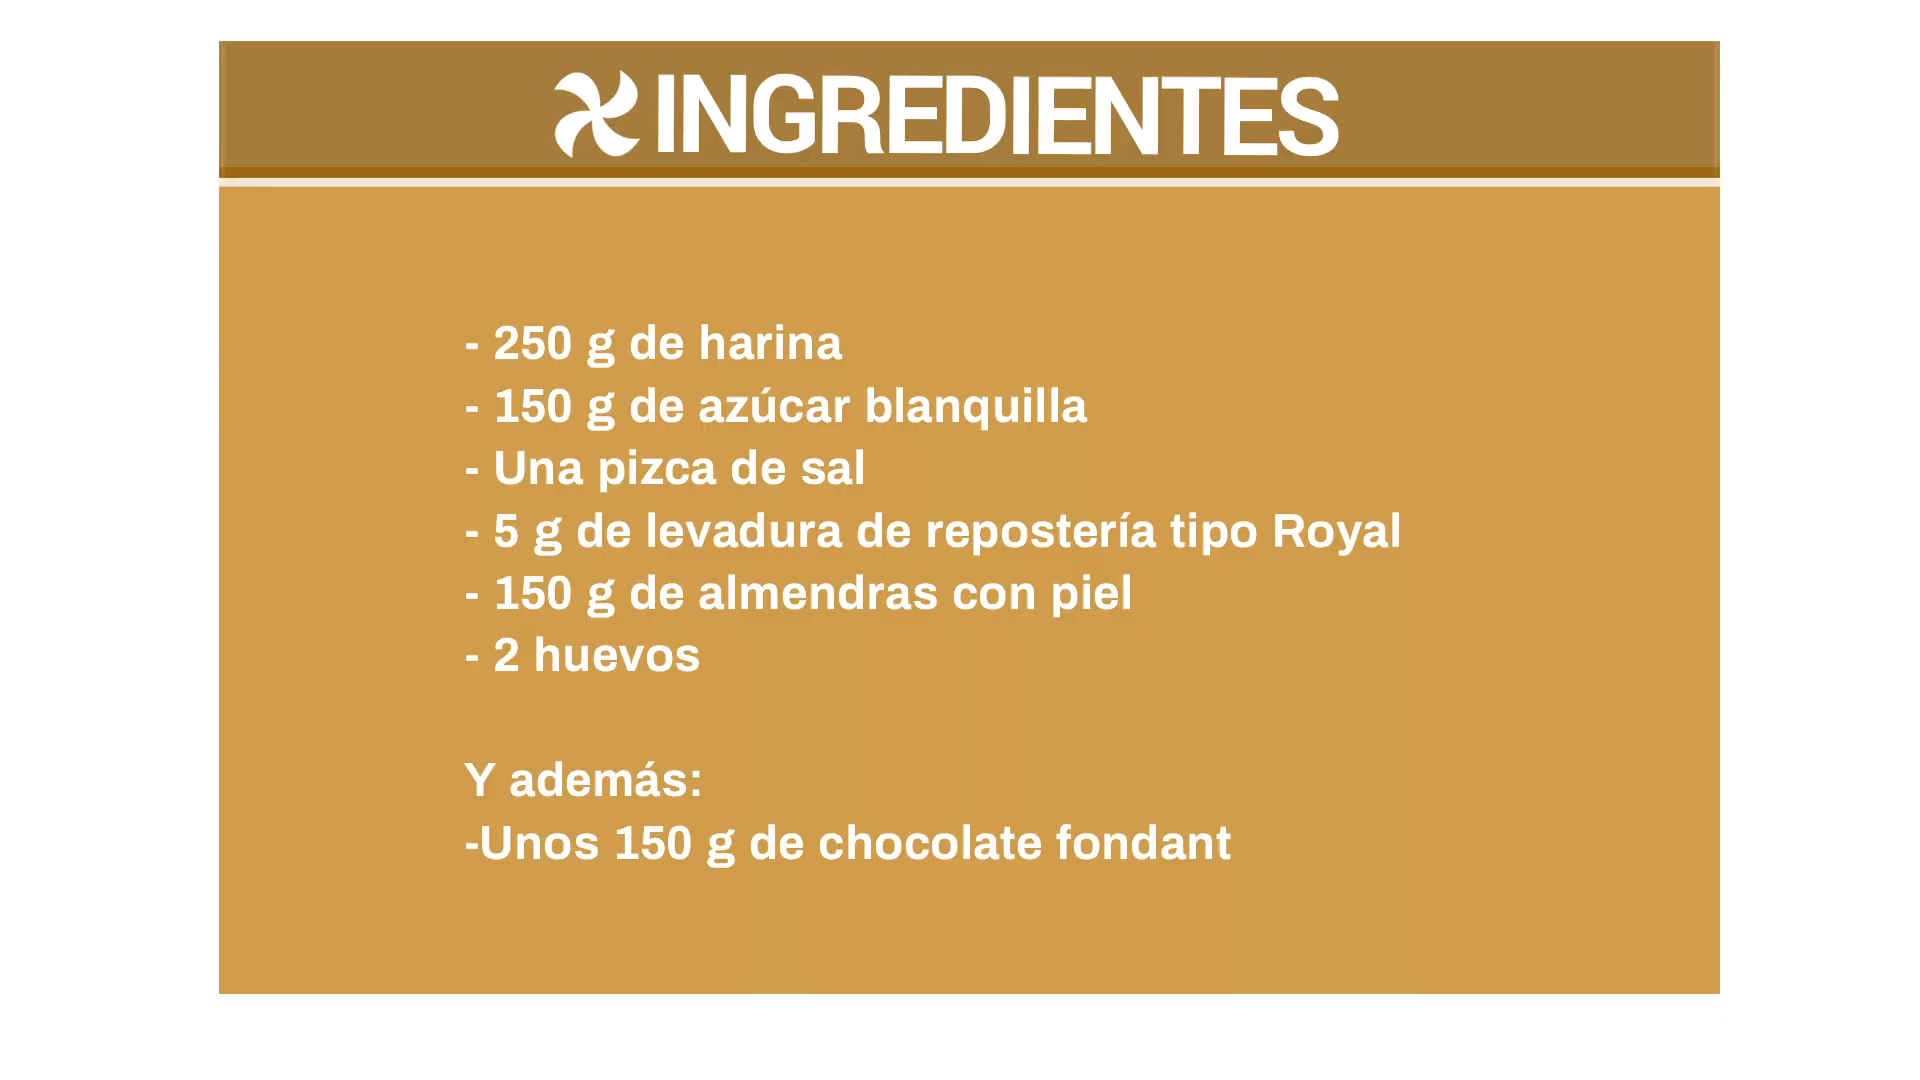 INGREDIENTES
- 250 g de harina
- 150 g de azúcar blanquilla
- Una pizca de sal
- 5 g de levadura de repostería tipo Royal
- 150 g de almendras con piel
- 2 huevos
Y además:
-Unos 150 g de chocolate fondant